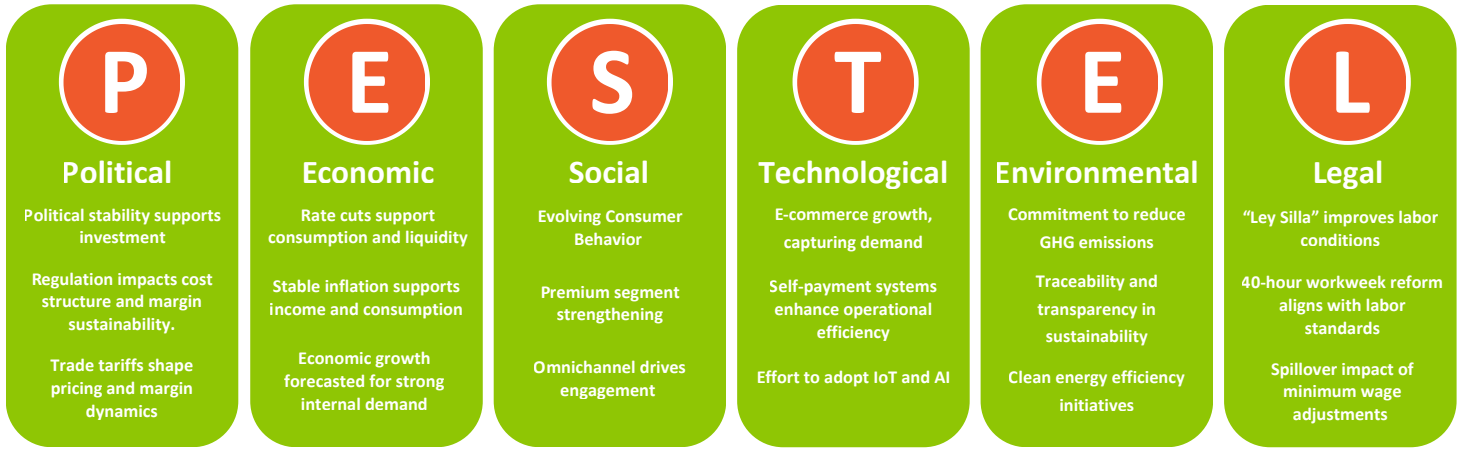 P
Political
Political stability supports
investment
Regulation impacts cost
structure and margin
sustainability.
Trade tariffs shape
pricing and margin
dynamics
E
Economic
Rate cuts support
consumption and liquidity
Stable inflation supports
income and consumption
Economic growth
forecasted for strong
internal demand
S
Social
Evolving Consumer
Behavior
Premium segment
strengthening
Omnichannel drives
engagement
T
Technological
E-commerce growth,
capturing demand
Self-payment systems
enhance operational
efficiency
Effort to adopt IoT and AI
E
Environmental
Commitment to reduce
GHG emissions
Traceability and
transparency in
sustainability
Clean energy efficiency
initiatives
L
Legal
“Ley Silla” improves labor
conditions
40-hour workweek reform
aligns with labor
standards
Spillover impact of
minimum wage
adjustments